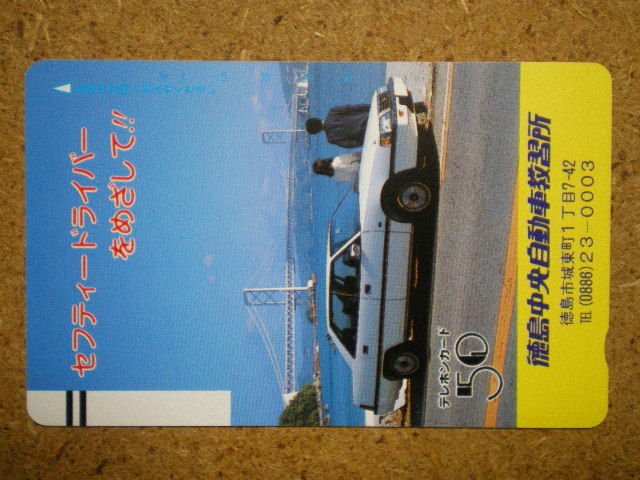 セフティードライバー
をめざして!!
テレホンカード
50
徳島中央自動車教習所
徳島市城東町1丁目7-42
TEL (0886) 23-0003